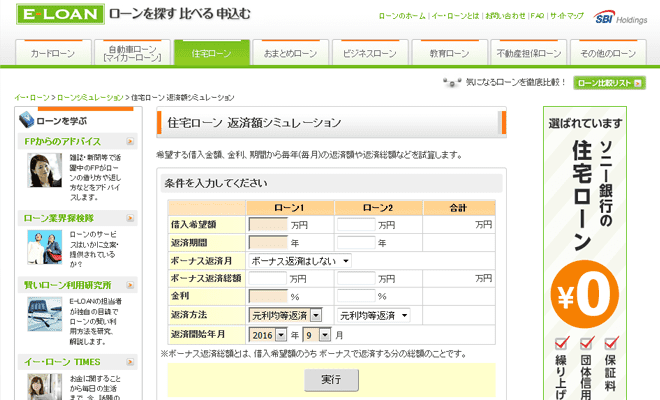 E-LOAN ローンを探す 比べる 申込む
ローンのホーム | イー・ローンとは | お問い合わせ | FAQ | サイトマップ
SBI Holdings
カードローン
自動車ローン
[マイカーローン]
住宅ローン
おまとめローン
ビジネスローン
教育ローン
不動産担保ローン
その他のローン
気になるローンを徹底比較！
ローン比較リスト
イー・ローン > ローンシミュレーション > 住宅ローン 返済額シミュレーション
ローンを学ぶ
FPからのアドバイス
雑誌・新聞等で活
躍中のFPがローン
の借り方や返し
方などをアドバイ
スします。
ローン業界探検隊
ローンのサービ
スはいかに立案・
提供されている
か?
賢いローン利用研究所
E-LOANの担当者
が独自の目線で
ローンの賢い利
用方法を研究、
解説します。
イー・ローン TIMES
お金に関すること
から毎日の生活
まで、今、話題の
住宅ローン 返済額シミュレーション
希望する借入金額、金利、期間から毎年(毎月)の返済額や返済総額などを試算します。
条件を入力してください
ローン1 ローン2 合計
借入希望額 万円 万円 万円
返済期間 年 年
ボーナス返済月 ボーナス返済はしない
ボーナス返済総額 万円 万円 万円
金利 % %
返済方法 元利均等返済 元利均等返済
返済開始年月 2016 年 9 月
※ボーナス返済総額とは、借入希望額のうち ボーナスで返済する分の総額のことです。
実行
選ばれています
ソニー銀行の
住宅ローン
¥0
保証料
団体信用
繰り上げ